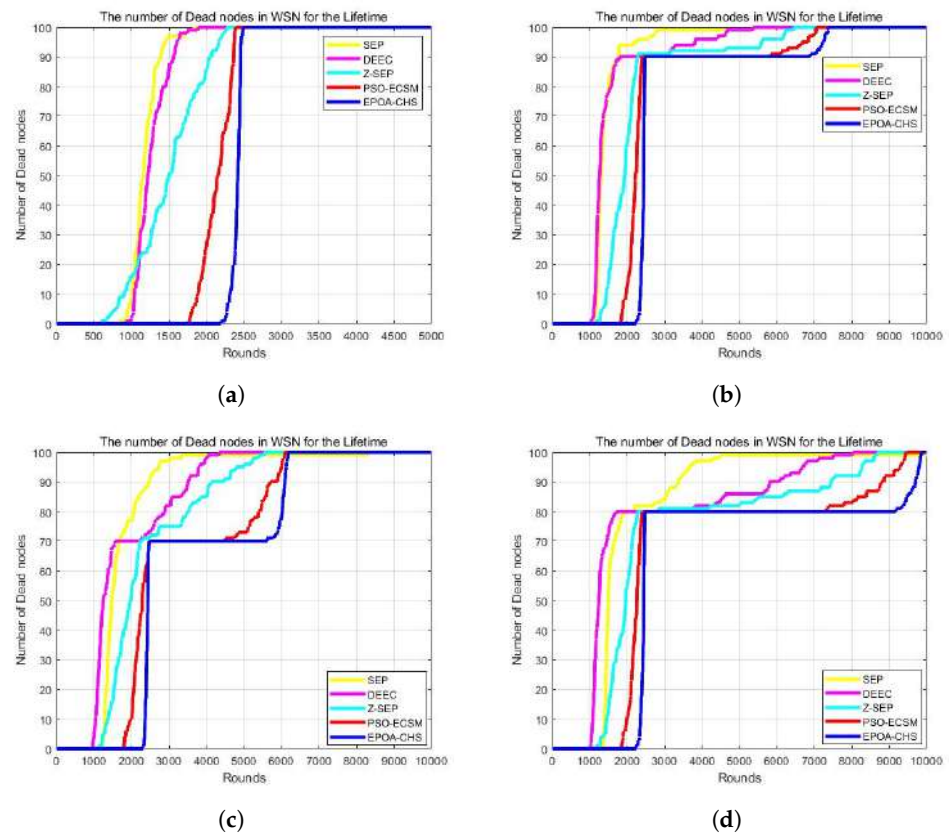 The number of Dead nodes in WSN for the Lifetime
100
90
80
70
60
50
40
30
20
10
0
Number of Dead nodes
SEP
DEEC
Z-SEP
PSO-ECSM
EPOA-CHS
0 500 1000 1500 2000 2500 3000 3500 4000 4500 5000
Rounds
(a)
The number of Dead nodes in WSN for the Lifetime
100
90
80
70
60
50
40
30
20
10
0
Number of Dead nodes
SEP
DEEC
Z-SEP
PSO-ECSM
EPOA-CHS
0 1000 2000 3000 4000 5000 6000 7000 8000 9000 10000
Rounds
(b)
The number of Dead nodes in WSN for the Lifetime
100
90
80
70
60
50
40
30
20
10
0
Number of Dead nodes
SEP
DEEC
Z-SEP
PSO-ECSM
EPOA-CHS
0 1000 2000 3000 4000 5000 6000 7000 8000 9000 10000
Rounds
(c)
The number of Dead nodes in WSN for the Lifetime
100
90
80
70
60
50
40
30
20
10
0
Number of Dead nodes
SEP
DEEC
Z-SEP
PSO-ECSM
EPOA-CHS
0 1000 2000 3000 4000 5000 6000 7000 8000 9000 10000
Rounds
(d)